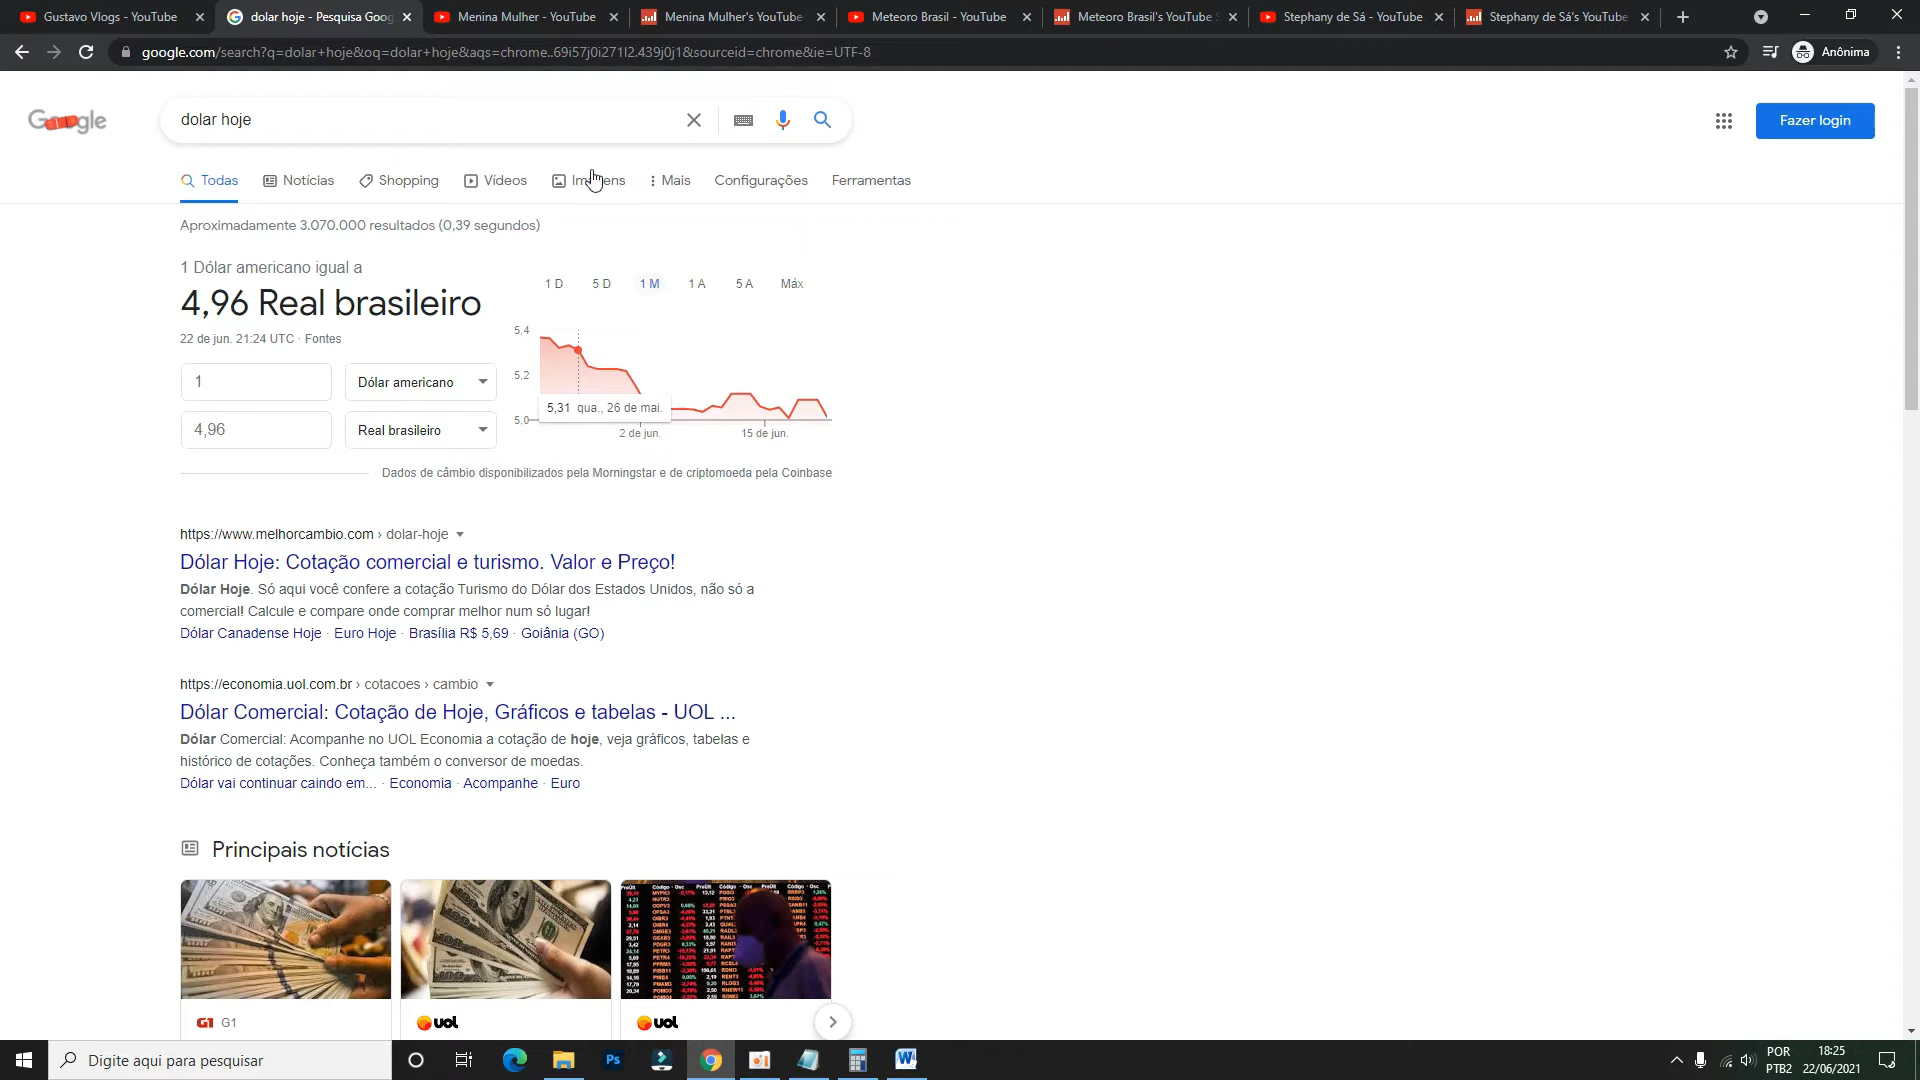 Gustavo Vlogs - YouTube
dolar hoje - Pesquisa Goog
Menina Mulher - YouTube
Menina Mulher's YouTube
Meteoro Brasil - YouTube
Meteoro Brasil's YouTube S
Stephany de Sá - YouTube
Stephany de Sá's YouTube
google.com/search?q=dolar+hoje&oq=dolar+hoje&aqs=chrome..69i57j0i271l2.439j0j1&sourceid=chrome&ie=UTF-8
Anônima
Google
dolar hoje
Fazer login
Todas
Notícias
Shopping
Vídeos
Imagens
Mais
Configurações
Ferramentas
Aproximadamente 3.070.000 resultados (0,39 segundos)
1 Dólar americano igual a
4,96 Real brasileiro
22 de jun. 21:24 UTC · Fontes
1
Dólar americano
4,96
Real brasileiro
1 D
5 D
1 M
1 A
5 A
Máx
5,4
5,2
5,0
5,31 qua., 26 de mai.
2 de jun.
15 de jun.
Dados de câmbio disponibilizados pela Morningstar e de criptomoeda pela Coinbase
https://www.melhorcambio.com › dolar-hoje
Dólar Hoje: Cotação comercial e turismo. Valor e Preço!
Dólar Hoje. Só aqui você confere a cotação Turismo do Dólar dos Estados Unidos, não só a
comercial! Calcule e compare onde comprar melhor num só lugar!
Dólar Canadense Hoje · Euro Hoje · Brasília R$ 5,69 · Goiânia (GO)
https://economia.uol.com.br › cotacoes › cambio
Dólar Comercial: Cotação de Hoje, Gráficos e tabelas - UOL ...
Dólar Comercial: Acompanhe no UOL Economia a cotação de hoje, veja gráficos, tabelas e
histórico de cotações. Conheça também o conversor de moedas.
Dólar vai continuar caindo em... · Economia · Acompanhe · Euro
Principais notícias
G1 G1
uol
uol
Digite aqui para pesquisar
Ps
W
POR
PTB2
18:25
22/06/2021